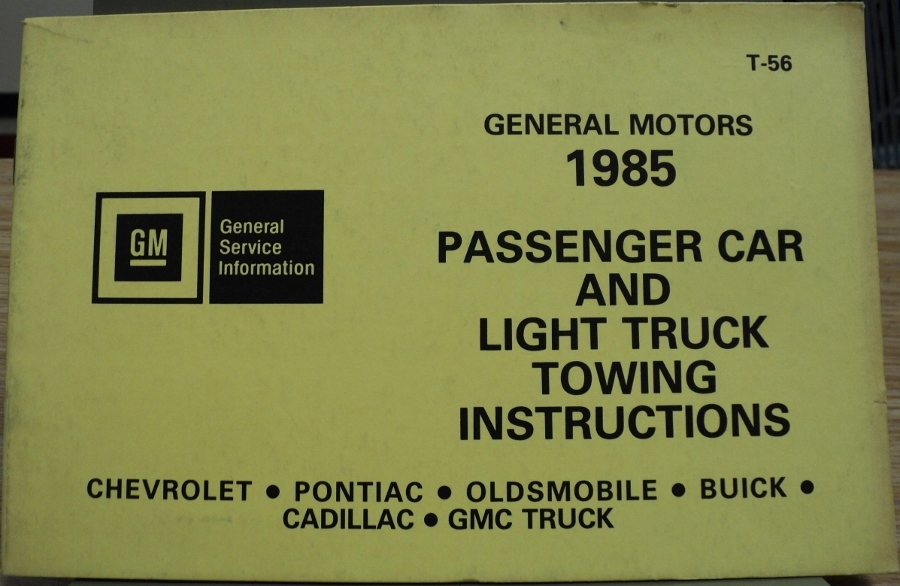 T-56
GENERAL MOTORS
1985
GM
General
Service
Information
PASSENGER CAR
AND
LIGHT TRUCK
TOWING
INSTRUCTIONS
CHEVROLET ● PONTIAC ● OLDSMOBILE ● BUICK ●
CADILLAC ● GMC TRUCK